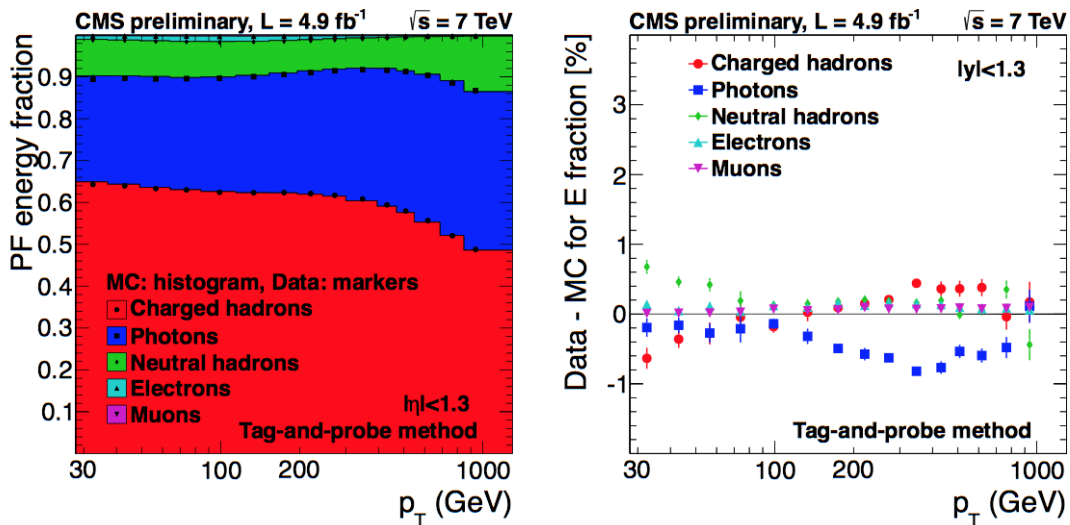 CMS preliminary, L = 4.9 fb⁻¹ √s = 7 TeV
PF energy fraction
0.9
0.8
0.7
0.6
0.5
0.4
0.3
0.2
0.1
MC: histogram, Data: markers
Charged hadrons
Photons
Neutral hadrons
Electrons
Muons
|η|<1.3
Tag-and-probe method
30 100 200 1000
p_T (GeV)
CMS preliminary, L = 4.9 fb⁻¹ √s = 7 TeV
Data - MC for E fraction [%]
3
2
1
0
-1
Charged hadrons
Photons
Neutral hadrons
Electrons
Muons
|y|<1.3
Tag-and-probe method
30 100 200 1000
p_T (GeV)